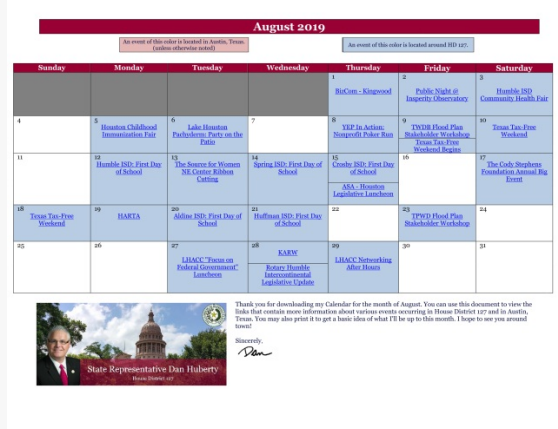 August 2019
An event of this color is located in Austin, Texas.
(unless otherwise noted)
An event of this color is located around HD 127.
Sunday Monday Tuesday Wednesday Thursday Friday Saturday
1
BizCom - Kingwood
2
Public Night @
Insperity Observatory
3
Humble ISD
Community Health Fair
4
5
Houston Childhood
Immunization Fair
6
Lake Houston
Pachyderm: Party on the
Patio
7
8
YEP In Action:
Nonprofit Poker Run
9
TWDB Flood Plan
Stakeholder Workshop
Texas Tax-Free
Weekend Begins
10
Texas Tax-Free
Weekend
11
12
Humble ISD: First Day
of School
13
The Source for Women
NE Center Ribbon
Cutting
14
Spring ISD: First Day of
School
15
Crosby ISD: First Day
of School
ASA - Houston
Legislative Luncheon
16
17
The Cody Stephens
Foundation Annual Big
Event
18
Texas Tax-Free
Weekend
19
HARTA
20
Aldine ISD: First Day of
School
21
Huffman ISD: First Day
of School
22
23
TPWD Flood Plan
Stakeholder Workshop
24
25
26
27
LHACC "Focus on
Federal Government"
Luncheon
28
KARW
Rotary Humble
Intercontinental
Legislative Update
29
LHACC Networking
After Hours
30
31
State Representative Dan Huberty
House District 127
Thank you for downloading my Calendar for the month of August. You can use this document to view the
links that contain more information about various events occurring in House District 127 and in Austin,
Texas. You may also print it to get a basic idea of what I'll be up to this month. I hope to see you around
town!
Sincerely,
Dan